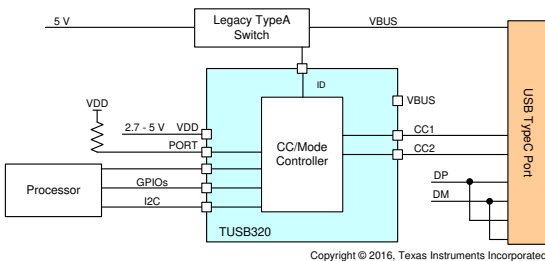 5 V
Legacy TypeA
Switch
VBUS
ID
VDD
VBUS
2.7 - 5 V VDD
PORT
CC/Mode
Controller
CC1
CC2
USB TypeC Port
Processor
GPIOs
I2C
DP
DM
TUSB320
Copyright © 2016, Texas Instruments Incorporated